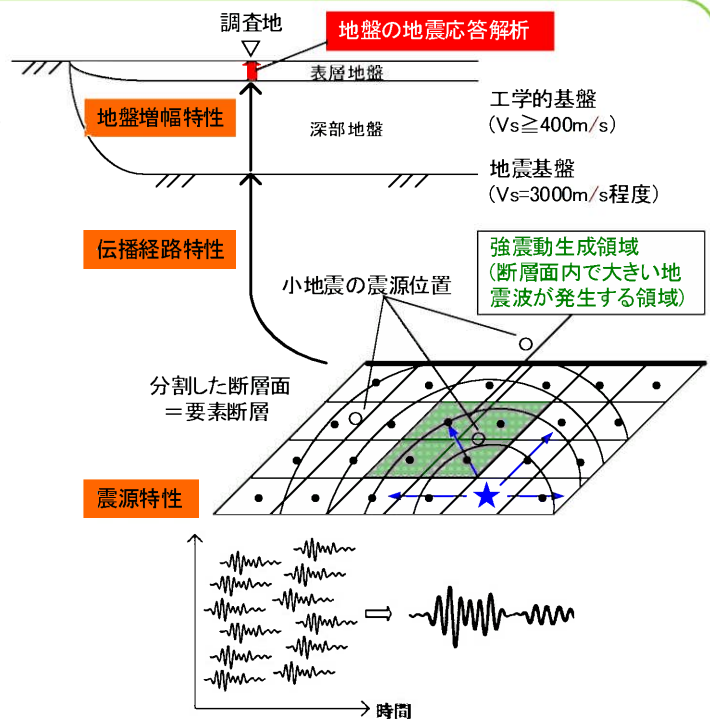 調査地
地盤の地震応答解析
表層地盤
地盤増幅特性
深部地盤
工学的基盤
(Vs≧400m/s)
地震基盤
(Vs=3000m/s程度)
伝播経路特性
強震動生成領域
(断層面内で大きい地
震波が発生する領域)
小地震の震源位置
分割した断層面
=要素断層
震源特性
時間